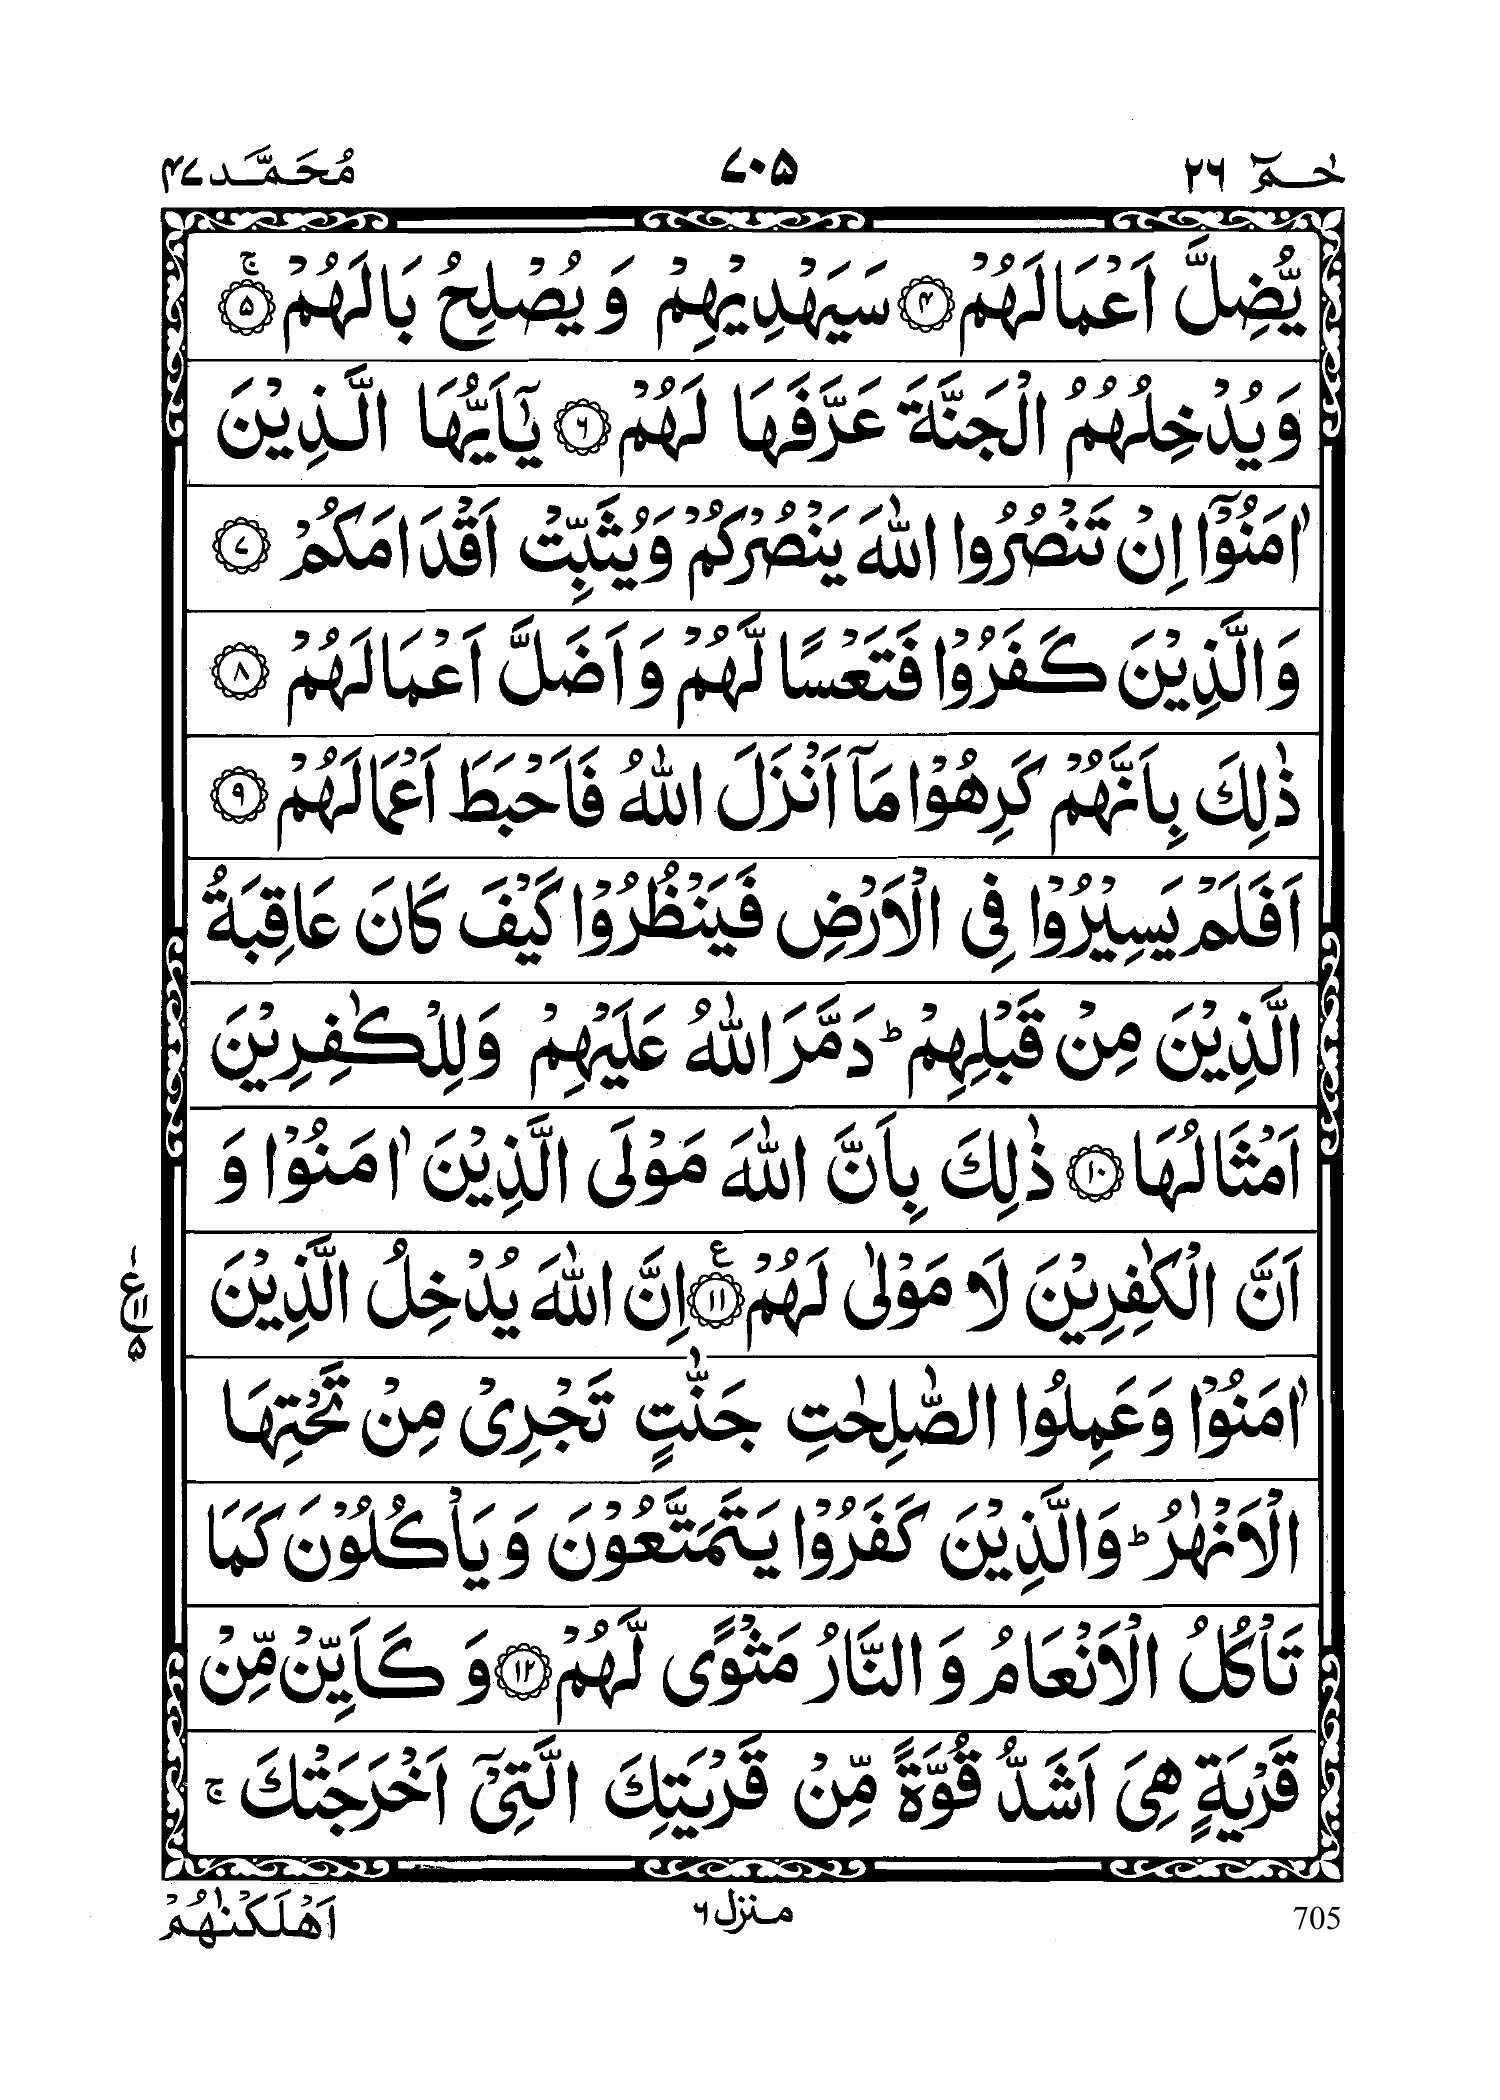 حٰمٓ ٢٦ ٧٠٥ مُحَمَّد ٤٧
يُّضِلَّ اَعْمَالَهُمْ ۝٤ سَيَهْدِيْهِمْ وَيُصْلِحُ بَالَهُمْ ۝٥ۚ
وَيُدْخِلُهُمُ الْجَنَّةَ عَرَّفَهَا لَهُمْ ۝٦ يٰۤاَيُّهَا الَّذِيْنَ
اٰمَنُوْۤا اِنْ تَنْصُرُوا اللّٰهَ يَنْصُرْكُمْ وَيُثَبِّتْ اَقْدَامَكُمْ ۝٧
وَالَّذِيْنَ كَفَرُوْا فَتَعْسًا لَّهُمْ وَاَضَلَّ اَعْمَالَهُمْ ۝٨
ذٰلِكَ بِاَنَّهُمْ كَرِهُوْا مَاۤ اَنْزَلَ اللّٰهُ فَاَحْبَطَ اَعْمَالَهُمْ ۝٩
اَفَلَمْ يَسِيْرُوْا فِى الْاَرْضِ فَيَنْظُرُوْا كَيْفَ كَانَ عَاقِبَةُ
الَّذِيْنَ مِنْ قَبْلِهِمْ ؕ دَمَّرَ اللّٰهُ عَلَيْهِمْ وَلِلْكٰفِرِيْنَ
اَمْثَالُهَا ۝١٠ ذٰلِكَ بِاَنَّ اللّٰهَ مَوْلَى الَّذِيْنَ اٰمَنُوْا وَ
اَنَّ الْكٰفِرِيْنَ لَا مَوْلٰى لَهُمْ ۝١١ ع اِنَّ اللّٰهَ يُدْخِلُ الَّذِيْنَ
١ ع ١١ ٥
اٰمَنُوْا وَعَمِلُوا الصّٰلِحٰتِ جَنّٰتٍ تَجْرِىْ مِنْ تَحْتِهَا
الْاَنْهٰرُ ؕ وَالَّذِيْنَ كَفَرُوْا يَتَمَتَّعُوْنَ وَيَاْكُلُوْنَ كَمَا
تَاْكُلُ الْاَنْعَامُ وَالنَّارُ مَثْوًى لَّهُمْ ۝١٢ وَكَاَيِّنْ مِّنْ
قَرْيَةٍ هِىَ اَشَدُّ قُوَّةً مِّنْ قَرْيَتِكَ الَّتِىْۤ اَخْرَجَتْكَ ۚ
705 منزل ٦ اَهْلَكْنٰهُمْ